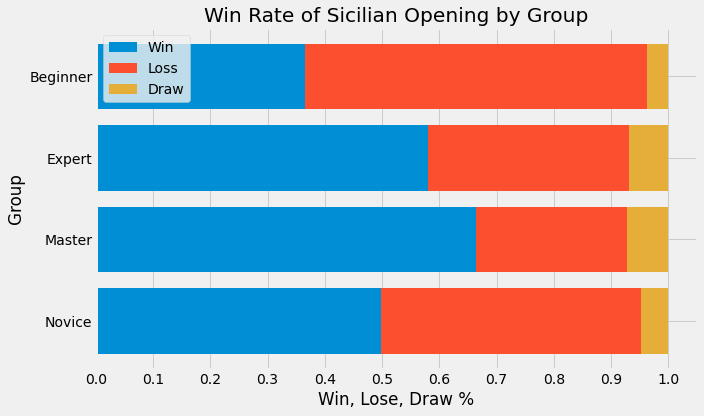 Win Rate of Sicilian Opening by Group
Win
Loss
Draw
Group
Beginner
Expert
Master
Novice
0.0 0.1 0.2 0.3 0.4 0.5 0.6 0.7 0.8 0.9 1.0
Win, Lose, Draw %